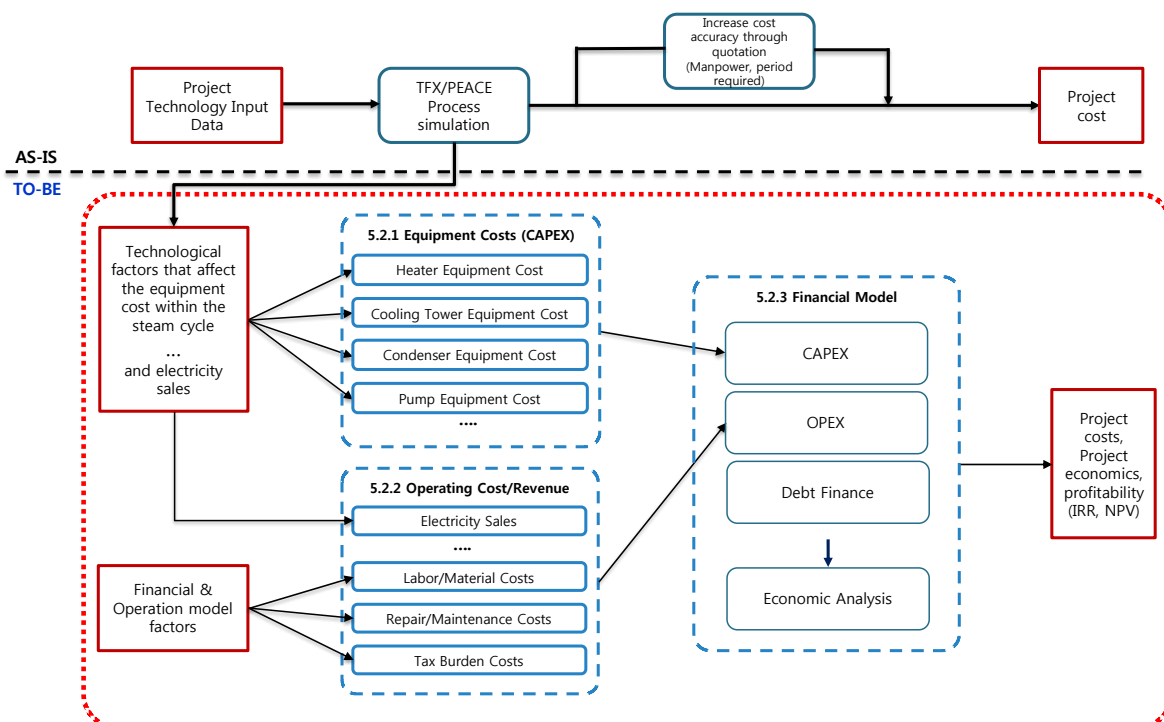 Increase cost
accuracy through
quotation
(Manpower, period
required)
Project
Technology Input
Data
TFX/PEACE
Process
simulation
Project
cost
AS-IS
TO-BE
Technological
factors that affect
the equipment
cost within the
steam cycle
...
and electricity
sales
5.2.1 Equipment Costs (CAPEX)
Heater Equipment Cost
Cooling Tower Equipment Cost
Condenser Equipment Cost
Pump Equipment Cost
....
5.2.2 Operating Cost/Revenue
Electricity Sales
....
Labor/Material Costs
Repair/Maintenance Costs
Tax Burden Costs
Financial &
Operation model
factors
5.2.3 Financial Model
CAPEX
OPEX
Debt Finance
Economic Analysis
Project
costs,
Project
economics,
profitability
(IRR, NPV)